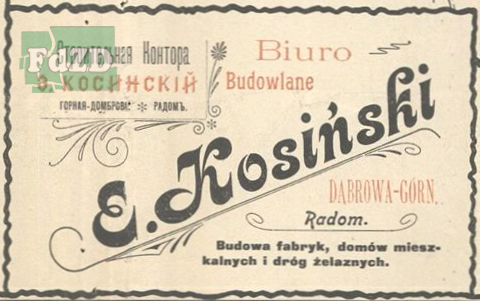 FGLD
Строительная Контора
Э. КОСИНСКІЙ
ГОРНАЯ-ДОМБРОВА * РАДОМЪ.
Biuro
Budowlane
E. Kosiński
DĄBROWA-GÓRN.
Radom.
Budowa fabryk, domów miesz-
kalnych i dróg żelaznych.